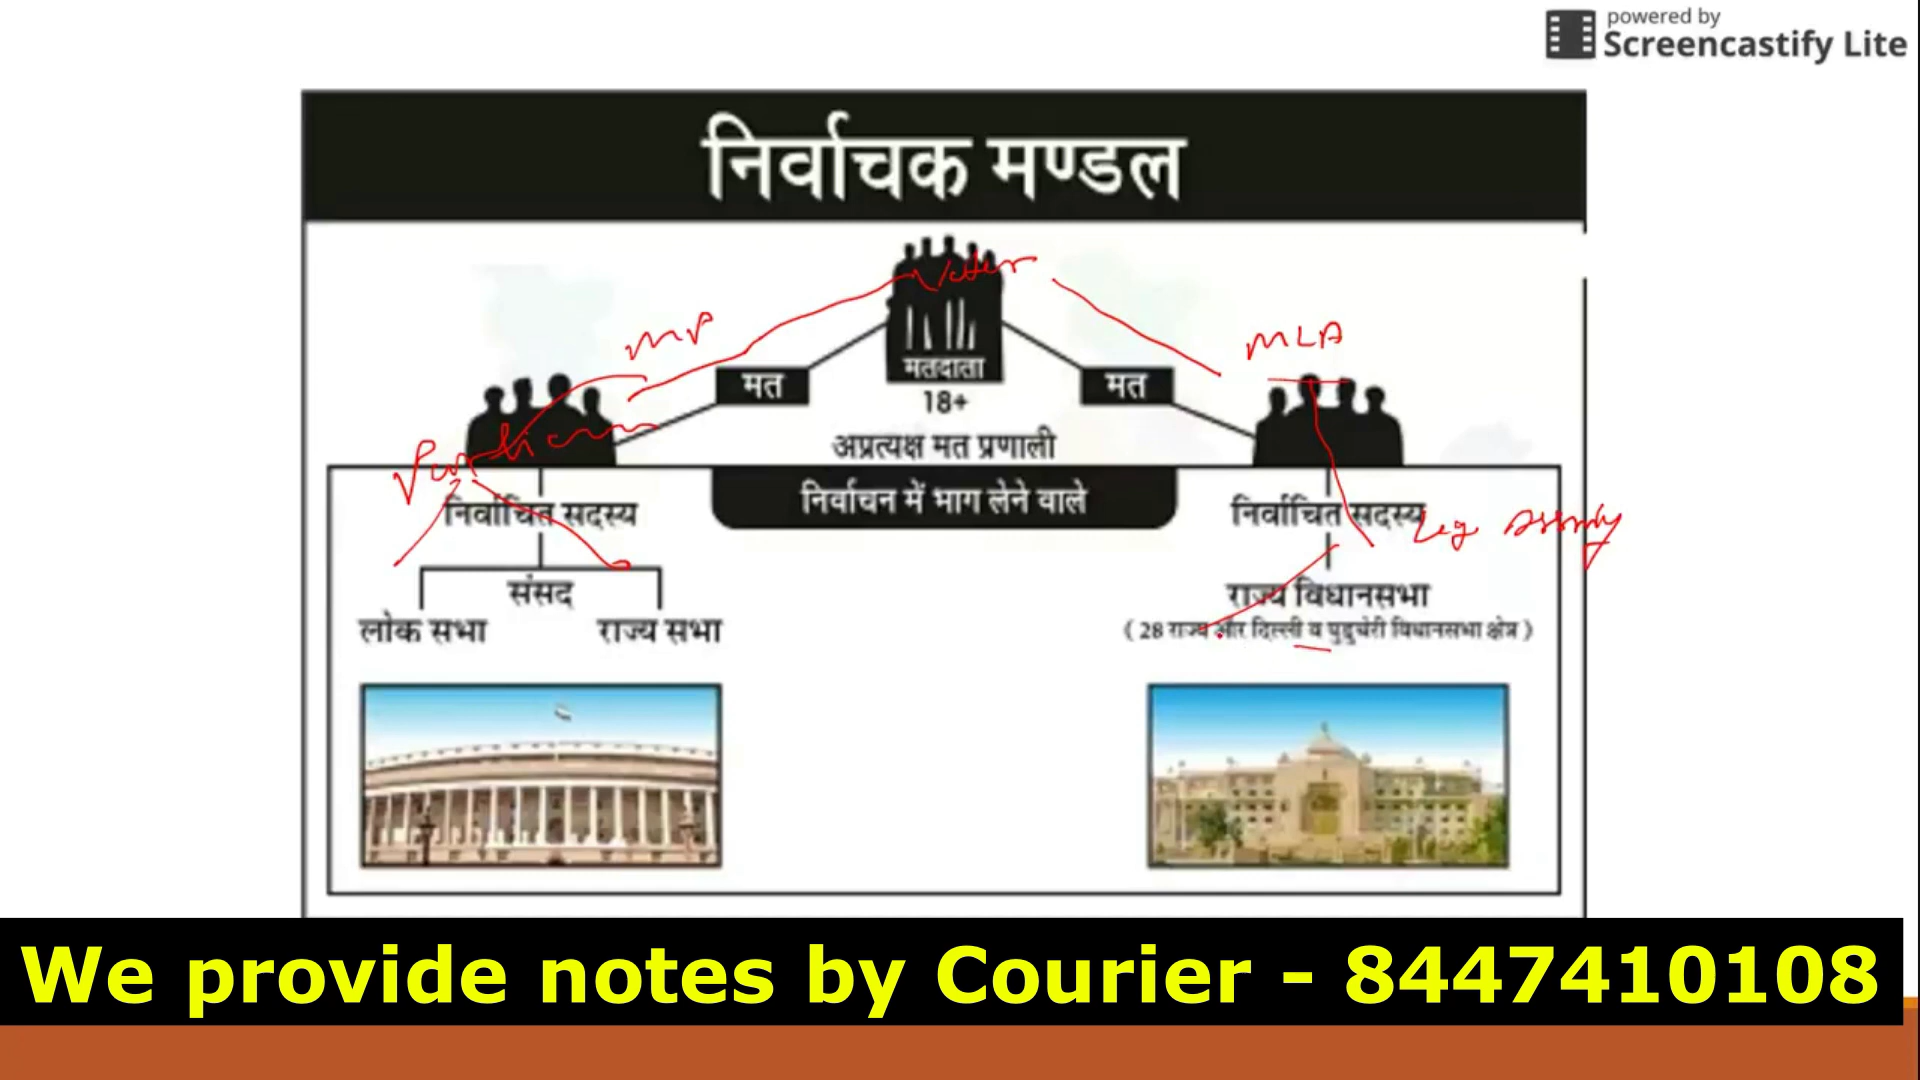 powered by
Screencastify Lite
निर्वाचक मण्डल
Voter
MP
MLA
मतदाता
मत
मत
18+
अप्रत्यक्ष मत प्रणाली
निर्वाचन में भाग लेने वाले
निर्वाचित सदस्य
निर्वाचित सदस्य
Leg
संसद
लोक सभा
राज्य सभा
राज्य विधानसभा
( 28 राज्य और दिल्ली व पुडुचेरी विधानसभा क्षेत्र )
We provide notes by Courier - 8447410108